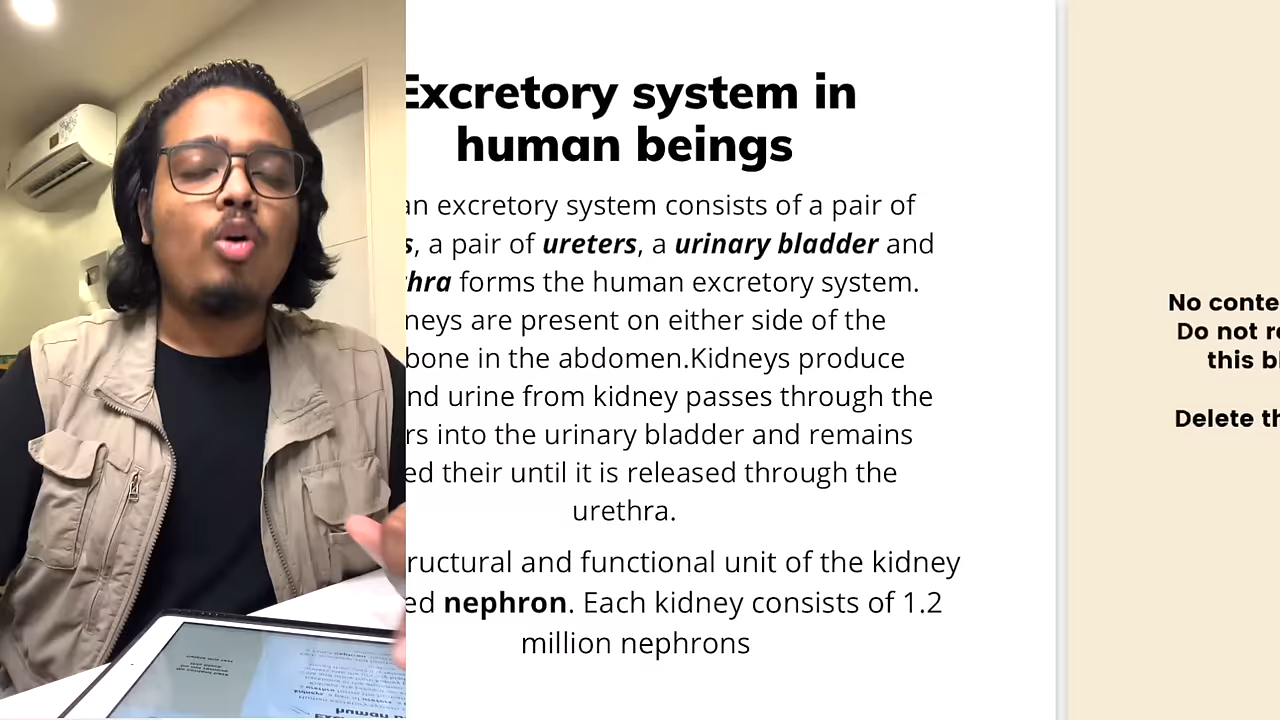 Excretory system in
human beings
an excretory system consists of a pair of
s, a pair of ureters, a urinary bladder and
thra forms the human excretory system.
neys are present on either side of the
bone in the abdomen.Kidneys produce
nd urine from kidney passes through the
rs into the urinary bladder and remains
ed their until it is released through the
urethra.
ructural and functional unit of the kidney
ed nephron. Each kidney consists of 1.2
million nephrons
No conte
Do not r
this b
Delete th
human